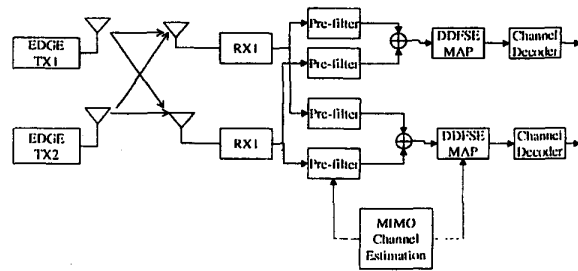 EDGE
TX1
RX1
Pre-filter
Pre-filter
DDFSE
MAP
Channel
Decoder
EDGE
TX2
RX1
Pre-filter
Pre-filter
DDFSE
MAP
Channel
Decoder
MIMO
Channel
Estimation